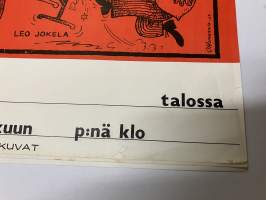 LEO JOKELA
talossa
kuun p:nä klo
KUVAT